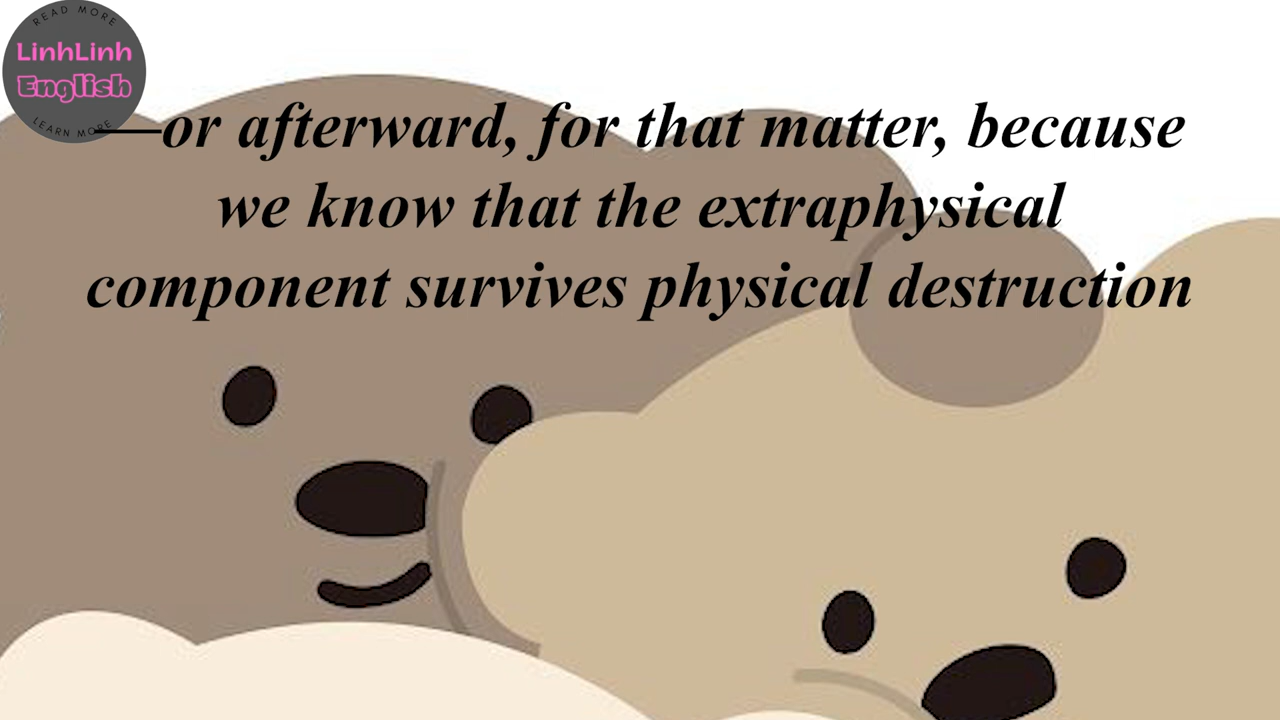 READ MORE
LinhLinh
English
LEARN MORE
—or afterward, for that matter, because
we know that the extraphysical
component survives physical destruction